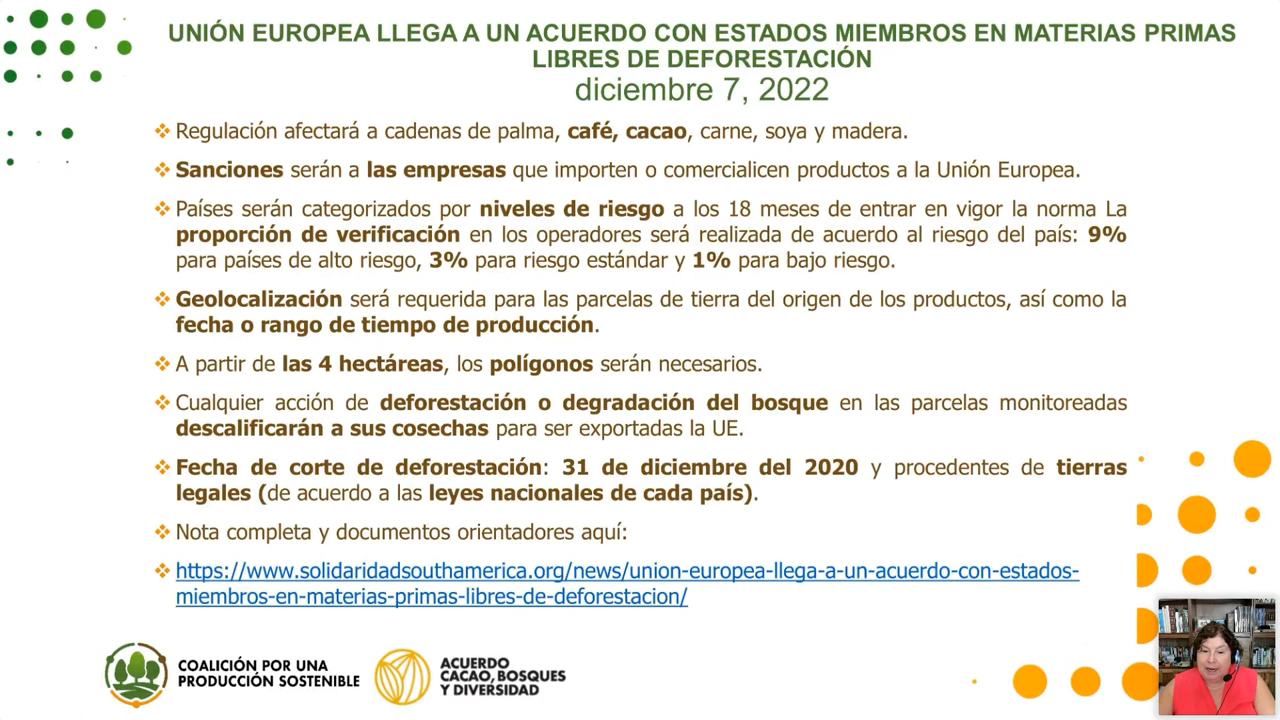 UNIÓN EUROPEA LLEGA A UN ACUERDO CON ESTADOS MIEMBROS EN MATERIAS PRIMAS
LIBRES DE DEFORESTACIÓN
diciembre 7, 2022
❖ Regulación afectará a cadenas de palma, café, cacao, carne, soya y madera.
❖ Sanciones serán a las empresas que importen o comercialicen productos a la Unión Europea.
❖ Países serán categorizados por niveles de riesgo a los 18 meses de entrar en vigor la norma La
proporción de verificación en los operadores será realizada de acuerdo al riesgo del país: 9%
para países de alto riesgo, 3% para riesgo estándar y 1% para bajo riesgo.
❖ Geolocalización será requerida para las parcelas de tierra del origen de los productos, así como la
fecha o rango de tiempo de producción.
❖ A partir de las 4 hectáreas, los polígonos serán necesarios.
❖ Cualquier acción de deforestación o degradación del bosque en las parcelas monitoreadas
descalificarán a sus cosechas para ser exportadas la UE.
❖ Fecha de corte de deforestación: 31 de diciembre del 2020 y procedentes de tierras
legales (de acuerdo a las leyes nacionales de cada país).
❖ Nota completa y documentos orientadores aquí:
❖ https://www.solidaridadsouthamerica.org/news/union-europea-llega-a-un-acuerdo-con-estados-
miembros-en-materias-primas-libres-de-deforestacion/
COALICIÓN POR UNA
PRODUCCIÓN SOSTENIBLE
ACUERDO
CACAO, BOSQUES
Y DIVERSIDAD